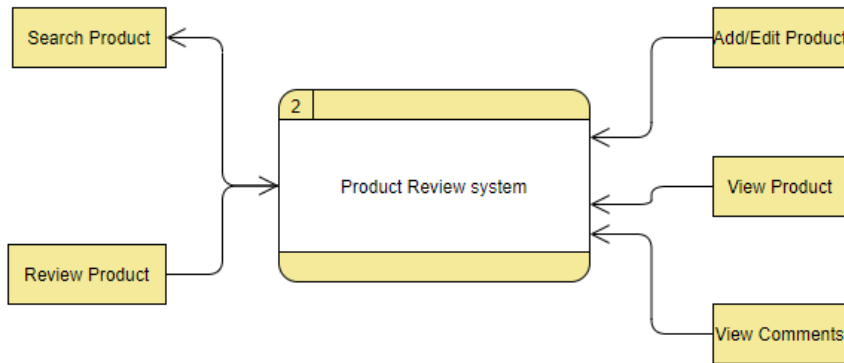 Search Product
Add/Edit Product
2
Product Review system
View Product
Review Product
View Comments